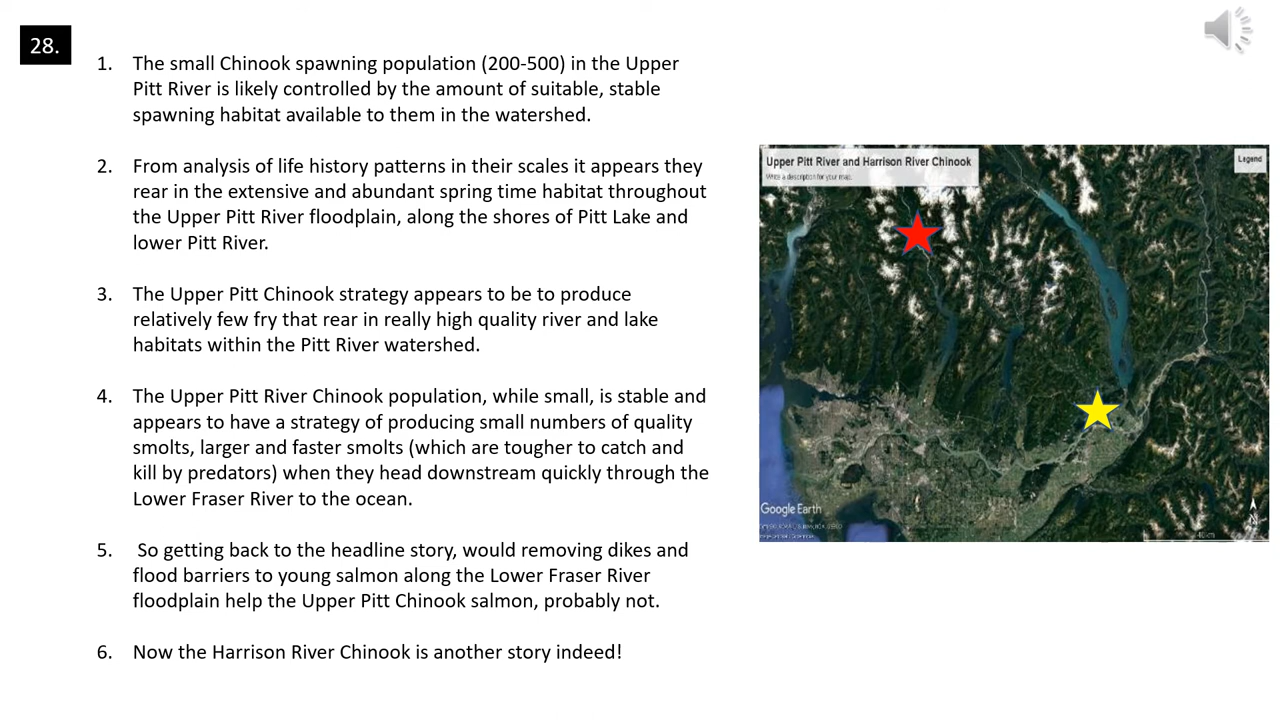 28.
1. The small Chinook spawning population (200-500) in the Upper
Pitt River is likely controlled by the amount of suitable, stable
spawning habitat available to them in the watershed.
2. From analysis of life history patterns in their scales it appears they
rear in the extensive and abundant spring time habitat throughout
the Upper Pitt River floodplain, along the shores of Pitt Lake and
lower Pitt River.
3. The Upper Pitt Chinook strategy appears to be to produce
relatively few fry that rear in really high quality river and lake
habitats within the Pitt River watershed.
4. The Upper Pitt River Chinook population, while small, is stable and
appears to have a strategy of producing small numbers of quality
smolts, larger and faster smolts (which are tougher to catch and
kill by predators) when they head downstream quickly through the
Lower Fraser River to the ocean.
5. So getting back to the headline story, would removing dikes and
flood barriers to young salmon along the Lower Fraser River
floodplain help the Upper Pitt Chinook salmon, probably not.
6. Now the Harrison River Chinook is another story indeed!
Upper Pitt River and Harrison River Chinook
Write a description for your map.
Legend
Google Earth